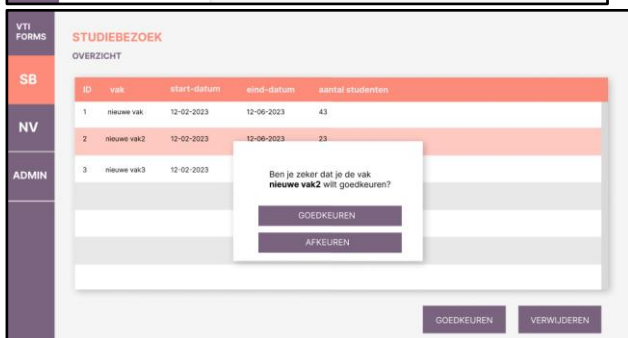 VTI
FORMS
STUDIEBEZOEK
OVERZICHT
SB
NV
ADMIN
ID vak start-datum eind-datum aantal studenten
1 nieuwe vak 12-02-2023 12-06-2023 43
2 nieuwe vak2 12-02-2023 12-06-2023 23
3 nieuwe vak3 12-02-2023
Ben je zeker dat je de vak
nieuwe vak2 wilt goedkeuren?
GOEDKEUREN
AFKEUREN
GOEDKEUREN VERWIJDEREN